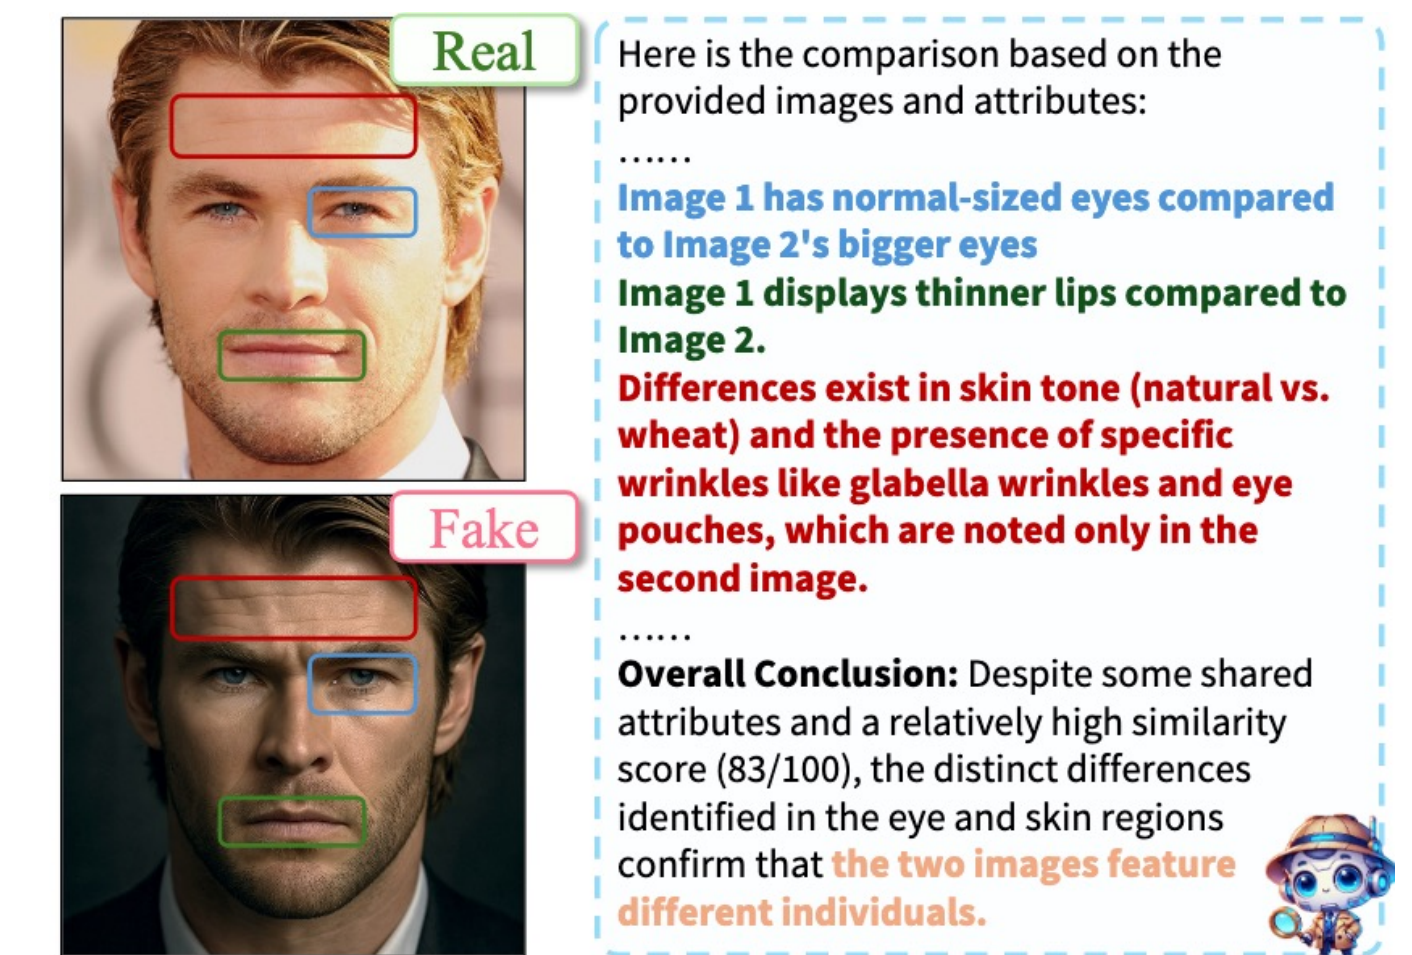 Real
Fake
Here is the comparison based on the
provided images and attributes:
……
Image 1 has normal-sized eyes compared
to Image 2's bigger eyes
Image 1 displays thinner lips compared to
Image 2.
Differences exist in skin tone (natural vs.
wheat) and the presence of specific
wrinkles like glabella wrinkles and eye
pouches, which are noted only in the
second image.
……
Overall Conclusion: Despite some shared
attributes and a relatively high similarity
score (83/100), the distinct differences
identified in the eye and skin regions
confirm that the two images feature
different individuals.